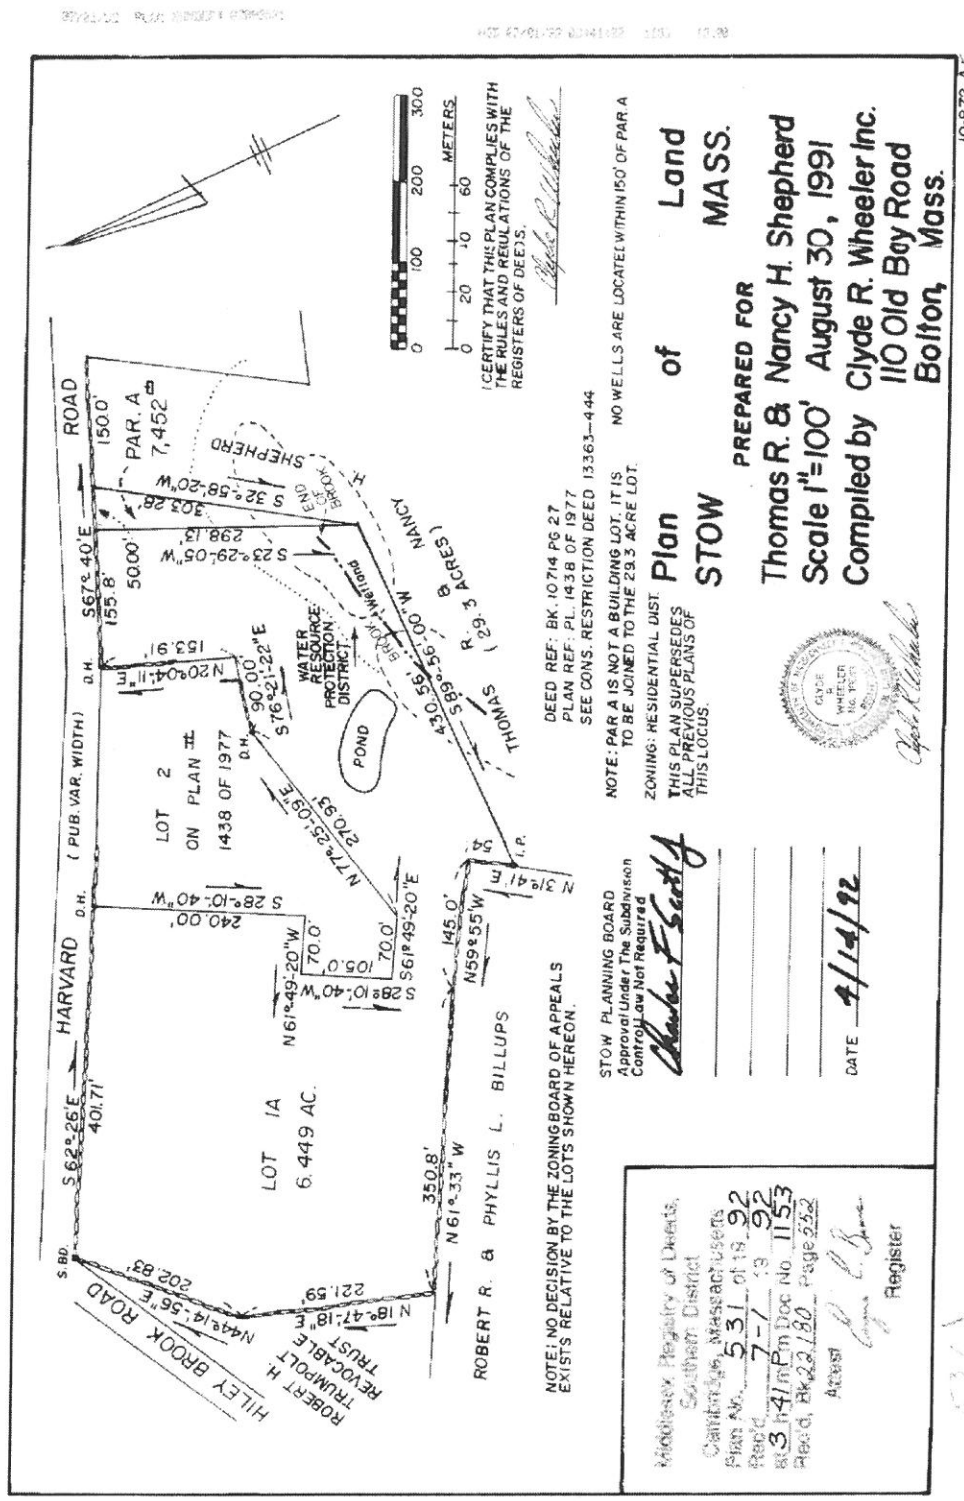 HARVARD
( PUB. VAR. WIDTH )
ROAD
S 62°-26'E
401.71'
D.H.
D.H.
S67°-40'E
155.8'
50.00'
150.0'
PAR. A
7,452
S 32°-58'-20"W
303.28'
298.13'
S 23°-29'-05"W
153.91
N20°-04'-11"E
90.00
S76°-21'-22"E
D.H.
LOT 2
ON PLAN #
1438 OF 1977
N77°-25'-09"E
270.93'
S 28°-10'-40"W
240.00'
N61°-49'-20"W
70.0'
105.0'
S28°-10'-40"W
70.0'
S61°-49-20"E
LOT 1A
6.449 AC.
S.BD.
HILEY BROOK ROAD
202.83'
N44°-14'-56"E
221.59'
N18°-47'-18"E
ROBERT H.
TRUMPOLT
REVOCABLE
TRUST
350.8'
N61°-33'' W
145.0'
N59°55'W
54'
N 31°-41' E
I.P.
430.56'
S89°-56'-00"W
WATER
RESOURCE
PROTECTION
DISTRICT
POND
BROOK
(Wetland
END
OF
BROOK
THOMAS R. & NANCY H. SHEPHERD
(29.3 ACRES)
ROBERT R. & PHYLLIS L. BILLUPS
NOTE: NO DECISION BY THE ZONING BOARD OF APPEALS
EXISTS RELATIVE TO THE LOTS SHOWN HEREON.
0 100 200 300
0 20 40 60 METERS
I CERTIFY THAT THIS PLAN COMPLIES WITH
THE RULES AND REGULATIONS OF THE
REGISTERS OF DEEDS.
Clyde R. Wheeler
DEED REF: BK. 10714 PG 27
PLAN REF: PL. 1438 OF 1977
SEE CONS. RESTRICTION DEED 13363-444
NOTE: PAR A IS NOT A BUILDING LOT, IT IS
TO BE JOINED TO THE 29.3 ACRE LOT.
NO WELLS ARE LOCATED WITHIN 150' OF PAR. A
ZONING: RESIDENTIAL DIST.
THIS PLAN SUPERSEDES
ALL PREVIOUS PLANS OF
THIS LOCUS.
STOW PLANNING BOARD
Approval Under The Subdivision
Control Law Not Required
DATE 4/14/92
Plan of Land
STOW MASS.
PREPARED FOR
Thomas R. & Nancy H. Shepherd
Scale 1"=100' August 30, 1991
Compiled by Clyde R. Wheeler Inc.
110 Old Bay Road
Bolton, Mass.
CLYDE
R
WHEELER
Clyde R. Wheeler
Middlesex Registry of Deeds,
Southern District
Cambridge, Massachusetts
Plan No. 531 of 19 92
Rec'd 7-1 19 92
at 3 h 41 m P m Doc No 1153
Rec'd, Bk 22180 Page 552
Attest
Register